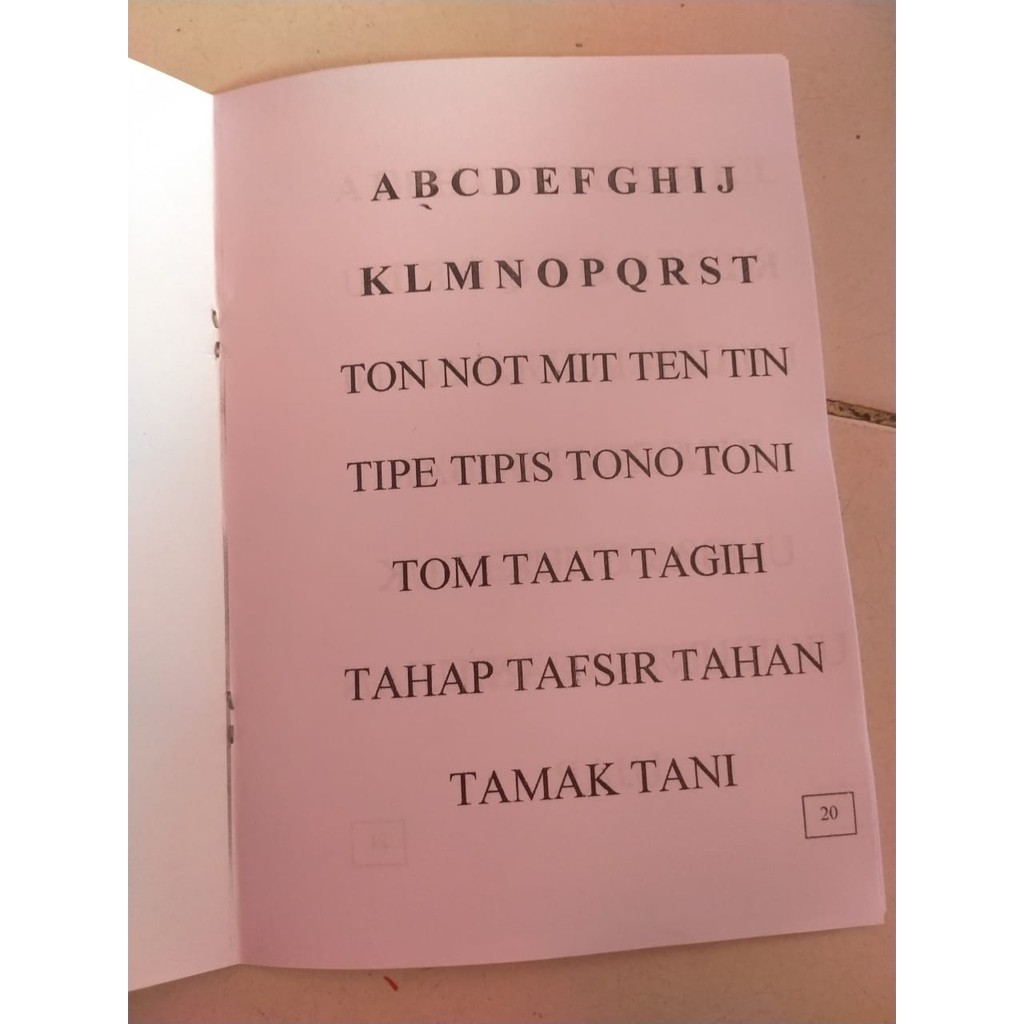 A B C D E F G H I J
K L M N O P Q R S T
TON NOT MIT TEN TIN
TIPE TIPIS TONO TONI
TOM TAAT TAGIH
TAHAP TAFSIR TAHAN
TAMAK TANI
20